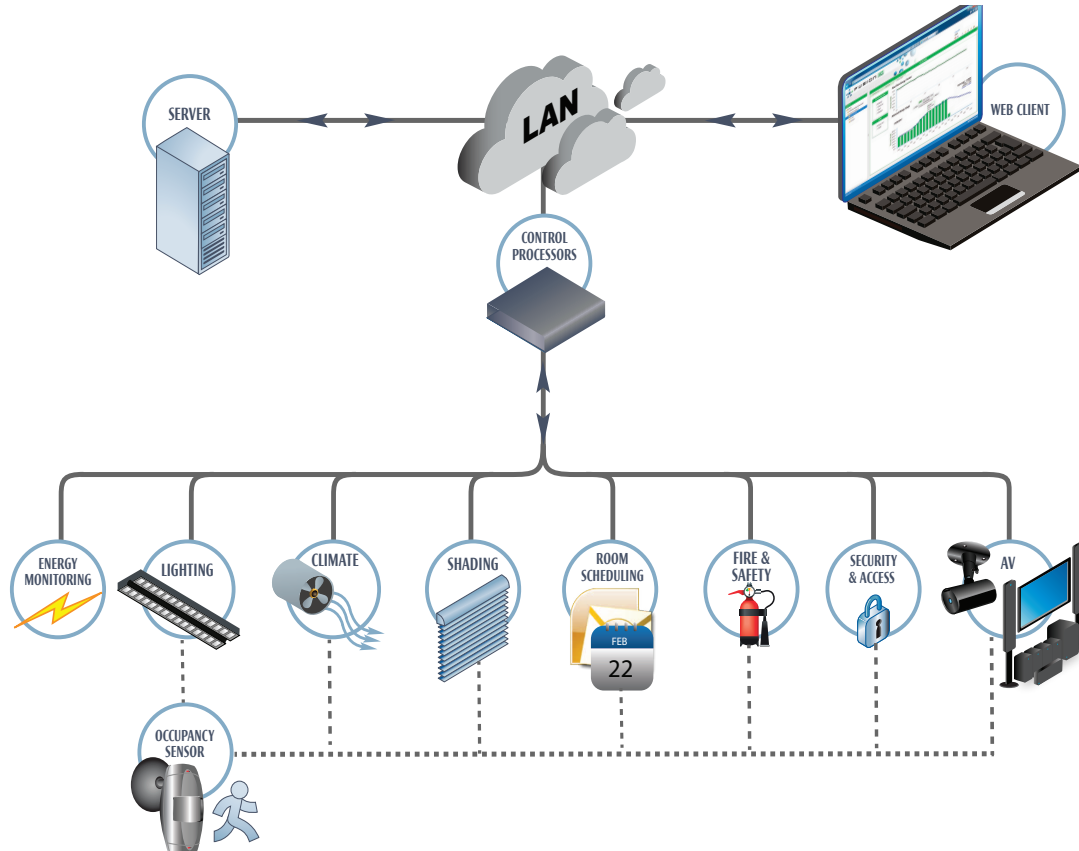 SERVER
LAN
WEB CLIENT
CONTROL
PROCESSORS
ENERGY
MONITORING
LIGHTING
CLIMATE
SHADING
ROOM
SCHEDULING
FIRE &
SAFETY
SECURITY
& ACCESS
AV
FEB
22
OCCUPANCY
SENSOR